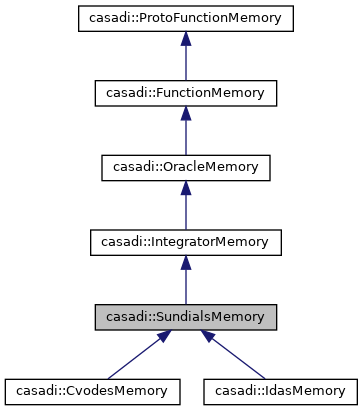 casadi::ProtoFunctionMemory
casadi::FunctionMemory
casadi::OracleMemory
casadi::IntegratorMemory
casadi::SundialsMemory
casadi::CvodesMemory
casadi::IdasMemory